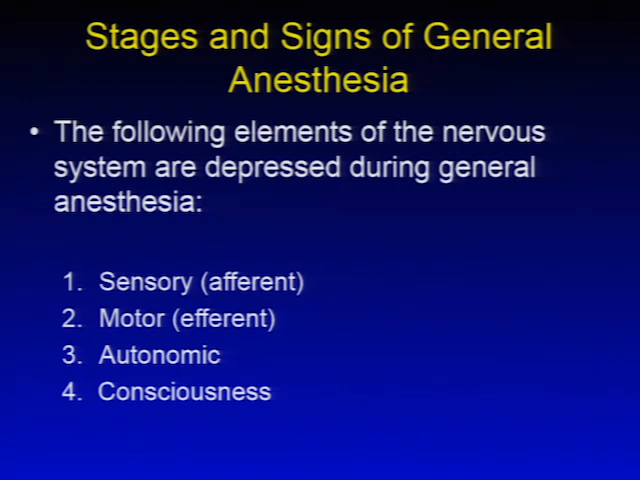 Stages and Signs of General
Anesthesia
• The following elements of the nervous
system are depressed during general
anesthesia:
1. Sensory (afferent)
2. Motor (efferent)
3. Autonomic
4. Consciousness